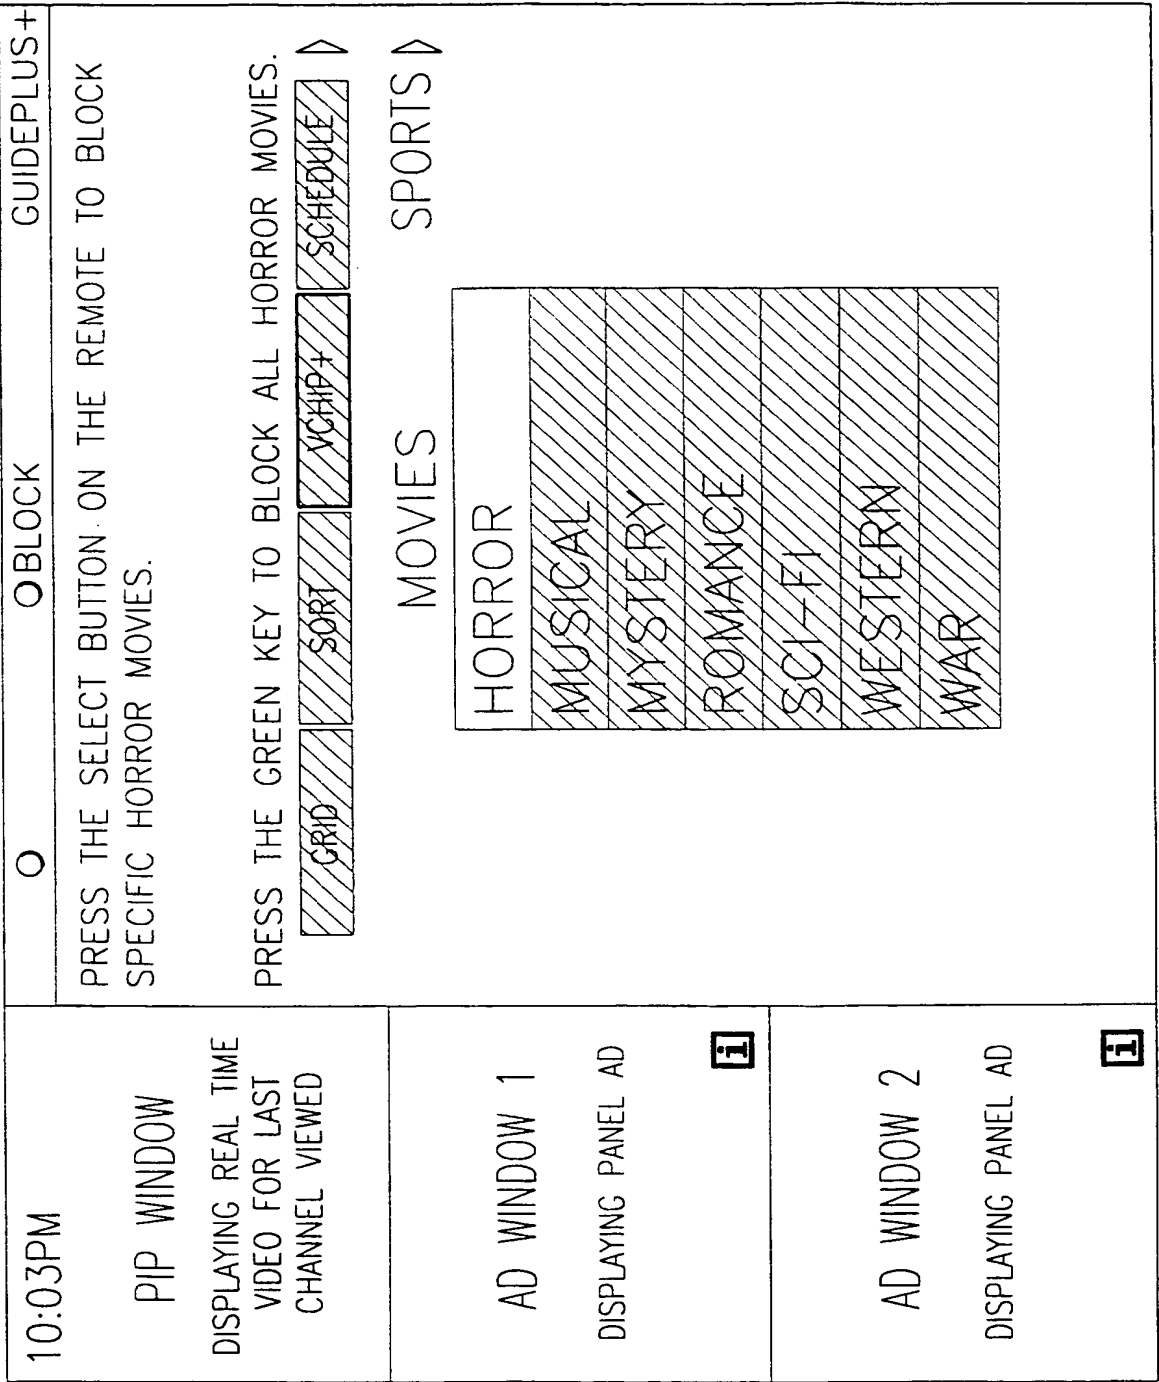 10:03PM
O
O BLOCK
GUIDEPLUS+
PIP WINDOW
DISPLAYING REAL TIME
VIDEO FOR LAST
CHANNEL VIEWED
AD WINDOW 1
DISPLAYING PANEL AD
i
AD WINDOW 2
DISPLAYING PANEL AD
i
PRESS THE SELECT BUTTON ON THE REMOTE TO BLOCK
SPECIFIC HORROR MOVIES.
PRESS THE GREEN KEY TO BLOCK ALL HORROR MOVIES.
GRID
SORT
VCHIP+
SCHEDULE
MOVIES
SPORTS
HORROR
MUSICAL
MYSTERY
ROMANCE
SCI-FI
WESTERN
WAR